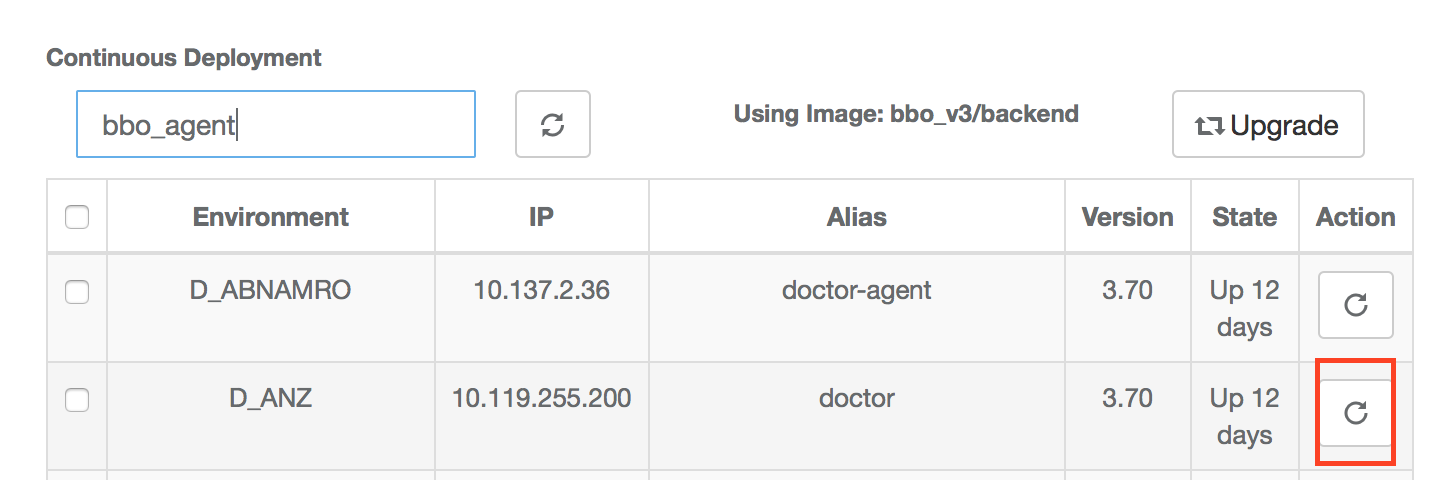 Continuous Deployment
bbo_agent
Using Image: bbo_v3/backend
Upgrade
Environment IP Alias Version State Action
D_ABNAMRO 10.137.2.36 doctor-agent 3.70 Up 12
days
D_ANZ 10.119.255.200 doctor 3.70 Up 12
days